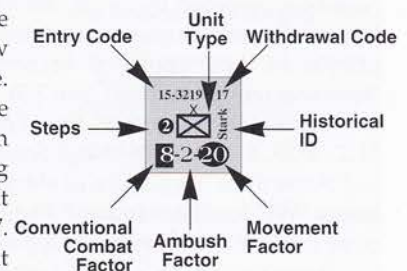 Entry Code
Unit Type
Withdrawal Code
15-3219 17
X
Steps
2
Stark
Historical ID
8-2-20
Conventional Combat Factor
Ambush Factor
Movement Factor